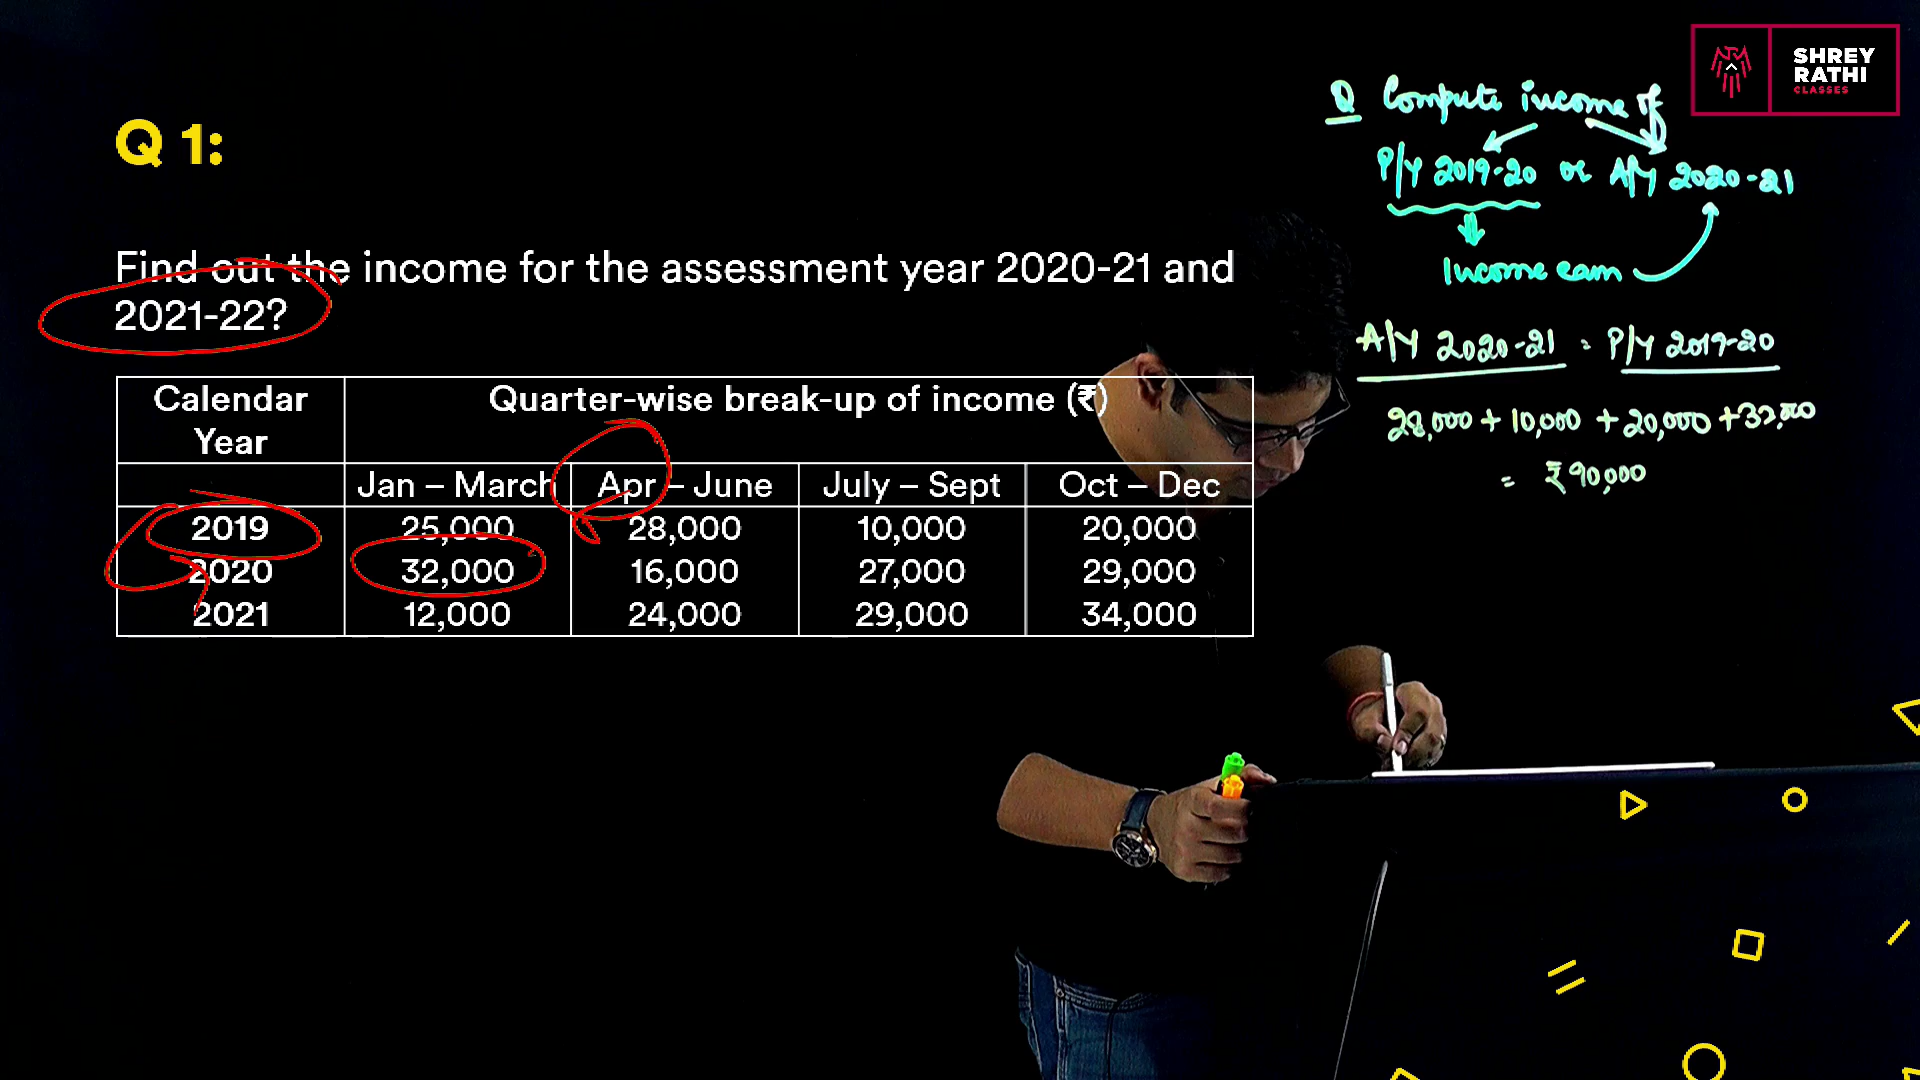 SHREY
RATHI
CLASSES
Q 1:
Find out the income for the assessment year 2020-21 and
2021-22?
Calendar Year	Quarter-wise break-up of income (₹)
Jan – March	Apr – June	July – Sept	Oct – Dec
2019	25,000	28,000	10,000	20,000
2020	32,000	16,000	27,000	29,000
2021	12,000	24,000	29,000	34,000
Q Compute income of
P/Y 2019-20 or A/Y 2020-21
Income earn
A/Y 2020-21 = P/Y 2019-20
28,000 + 10,000 + 20,000 + 32,000
= ₹90,000